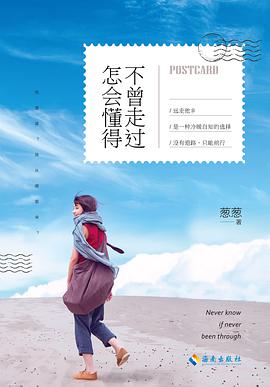 不曾走过
怎会懂得
POSTCARD
/ 远走他乡
/ 是一种冷暖自知的选择
/ 没有退路，只能前行
葱葱
著
Never know
if never
been through
海南出版社